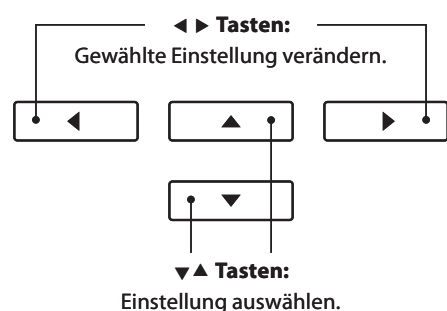 ◀ ▶ Tasten:
Gewählte Einstellung verändern.
◀ ▲ ▶
▼
▼▲ Tasten:
Einstellung auswählen.